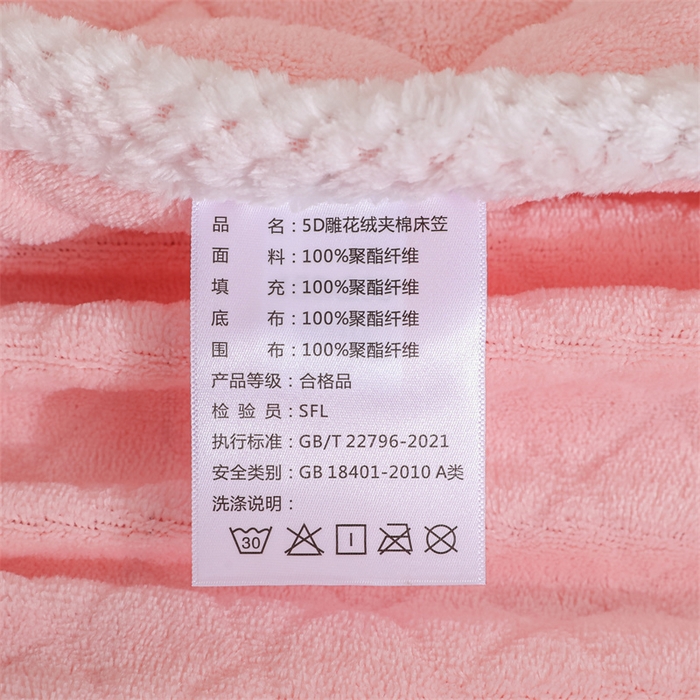 品 名：5D雕花绒夹棉床笠
面 料：100%聚酯纤维
填 充：100%聚酯纤维
底 布：100%聚酯纤维
围 布：100%聚酯纤维
产品等级：合格品
检 验 员：SFL
执行标准：GB/T 22796-2021
安全类别：GB 18401-2010 A类
洗涤说明：
30